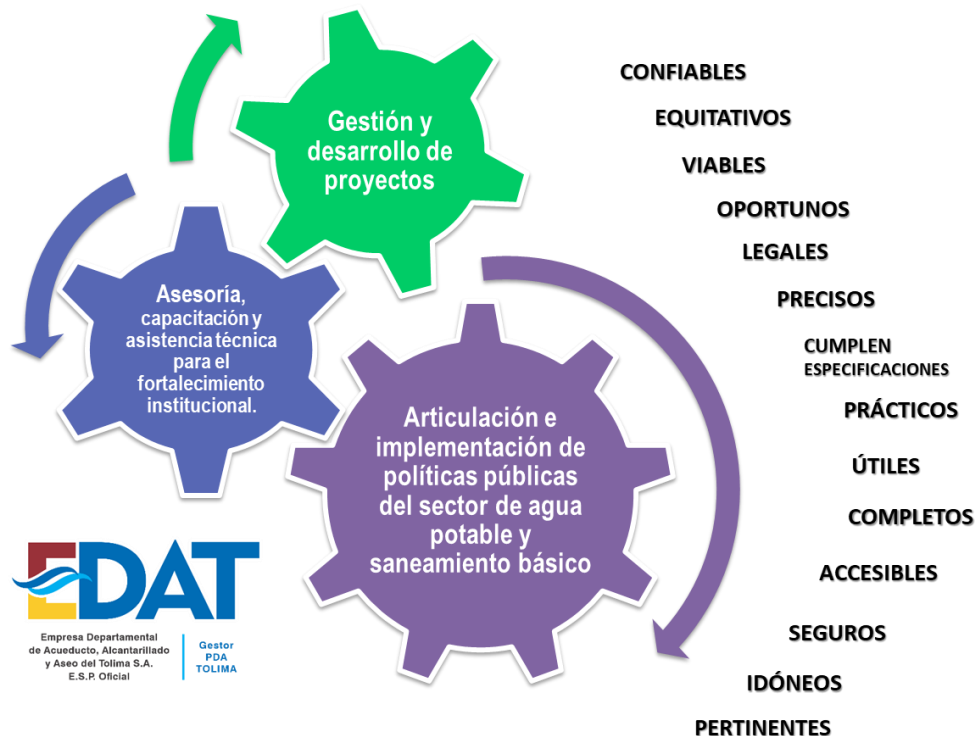 Gestión y
desarrollo de
proyectos
Asesoría,
capacitación y
asistencia técnica
para el
fortalecimiento
institucional.
Articulación e
implementación de
políticas públicas
del sector de agua
potable y
saneamiento básico
CONFIABLES
EQUITATIVOS
VIABLES
OPORTUNOS
LEGALES
PRECISOS
CUMPLEN
ESPECIFICACIONES
PRÁCTICOS
ÚTILES
COMPLETOS
ACCESIBLES
SEGUROS
IDÓNEOS
PERTINENTES
EDAT
Empresa Departamental
de Acueducto, Alcantarillado
y Aseo del Tolima S.A.
E.S.P. Oficial
Gestor
PDA
TOLIMA